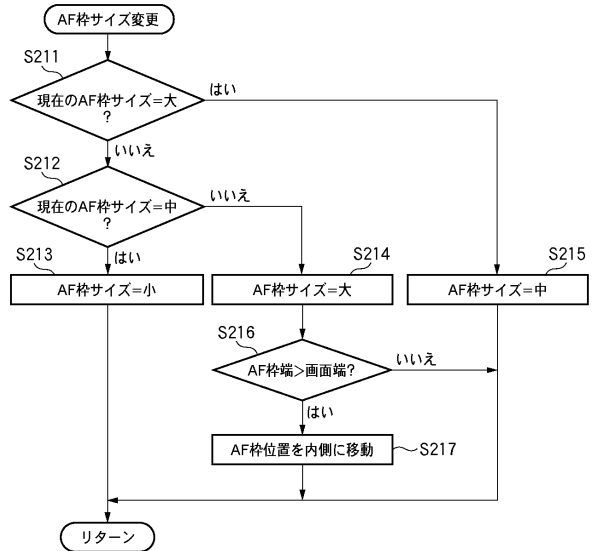 AF枠サイズ変更
S211
現在のAF枠サイズ=大
?
はい
いいえ
S212
現在のAF枠サイズ=中
?
いいえ
はい
S213
AF枠サイズ=小
S214
AF枠サイズ=大
S215
AF枠サイズ=中
S216
AF枠端>画面端?
いいえ
はい
AF枠位置を内側に移動
S217
リターン